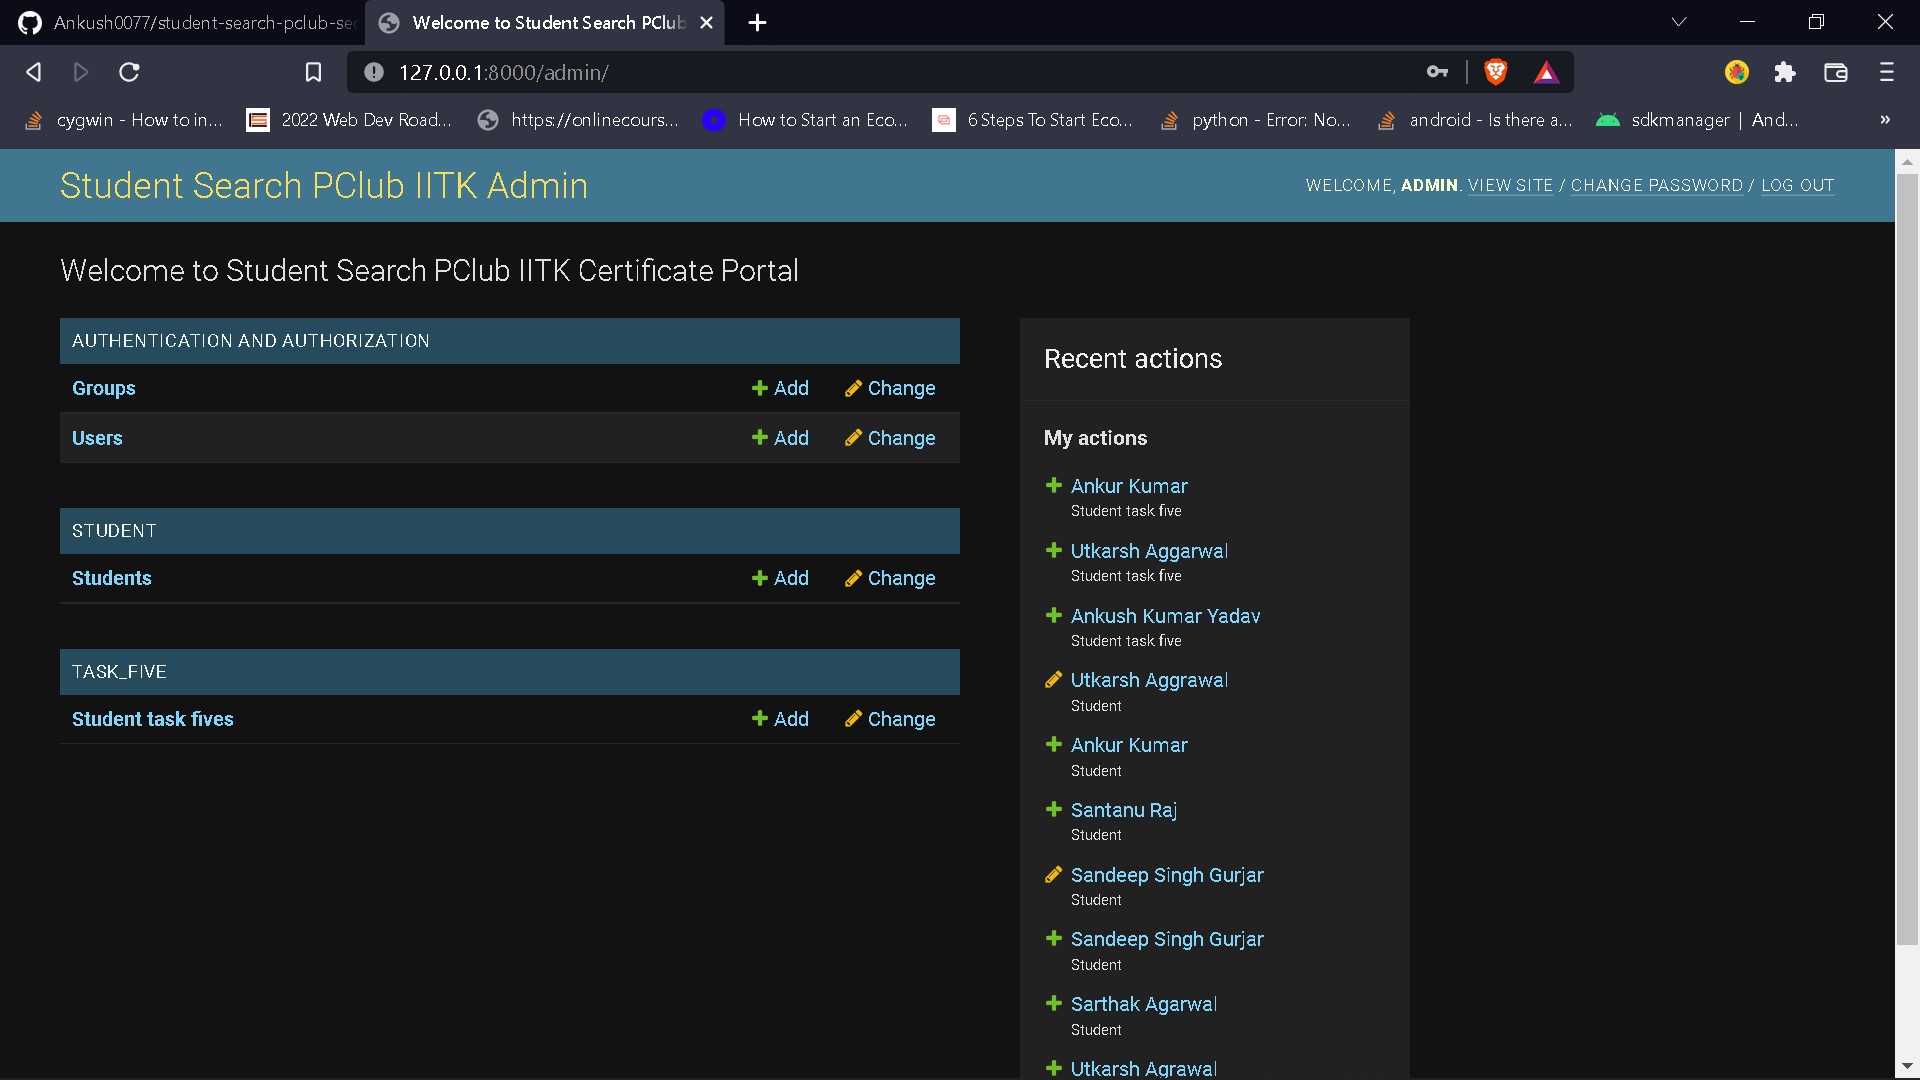 Ankush0077/student-search-pclub-sec
Welcome to Student Search PClub
127.0.0.1:8000/admin/
cygwin - How to in...
2022 Web Dev Road...
https://onlinecours...
How to Start an Eco...
6 Steps To Start Eco...
python - Error: No...
android - Is there a...
sdkmanager | And...
»
Student Search PClub IITK Admin
WELCOME, ADMIN. VIEW SITE / CHANGE PASSWORD / LOG OUT
Welcome to Student Search PClub IITK Certificate Portal
AUTHENTICATION AND AUTHORIZATION
Groups Add Change
Users Add Change
STUDENT
Students Add Change
TASK_FIVE
Student task fives Add Change
Recent actions
My actions
Ankur Kumar
Student task five
Utkarsh Aggarwal
Student task five
Ankush Kumar Yadav
Student task five
Utkarsh Aggrawal
Student
Ankur Kumar
Student
Santanu Raj
Student
Sandeep Singh Gurjar
Student
Sandeep Singh Gurjar
Student
Sarthak Agarwal
Student
Utkarsh Agrawal